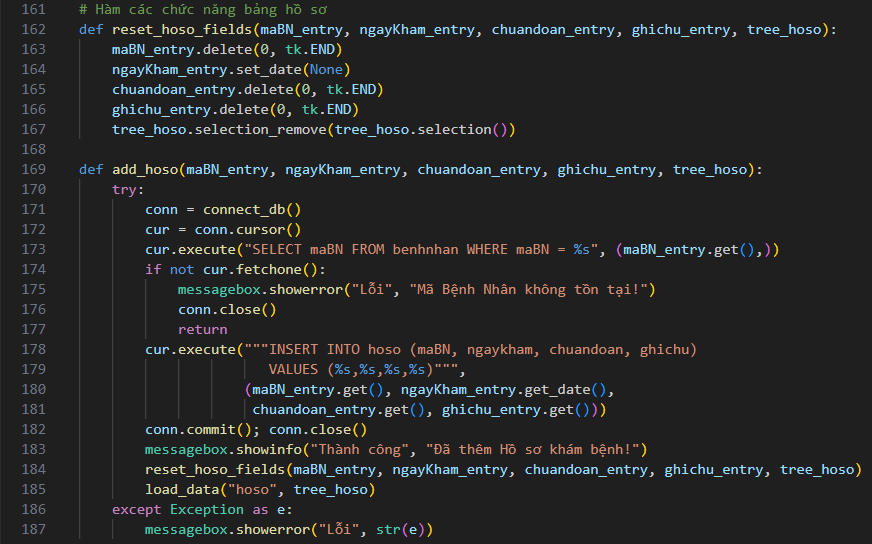 161 # Hàm các chức năng bảng hồ sơ
162 def reset_hoso_fields(maBN_entry, ngayKham_entry, chuandoan_entry, ghichu_entry, tree_hoso):
163     maBN_entry.delete(0, tk.END)
164     ngayKham_entry.set_date(None)
165     chuandoan_entry.delete(0, tk.END)
166     ghichu_entry.delete(0, tk.END)
167     tree_hoso.selection_remove(tree_hoso.selection())
168
169 def add_hoso(maBN_entry, ngayKham_entry, chuandoan_entry, ghichu_entry, tree_hoso):
170     try:
171         conn = connect_db()
172         cur = conn.cursor()
173         cur.execute("SELECT maBN FROM benhnhan WHERE maBN = %s", (maBN_entry.get(),))
174         if not cur.fetchone():
175             messagebox.showerror("Lỗi", "Mã Bệnh Nhân không tồn tại!")
176             conn.close()
177             return
178         cur.execute("""INSERT INTO hoso (maBN, ngaykham, chuandoan, ghichu)
179                        VALUES (%s,%s,%s,%s)""",
180                     (maBN_entry.get(), ngayKham_entry.get_date(),
181                      chuandoan_entry.get(), ghichu_entry.get()))
182         conn.commit(); conn.close()
183         messagebox.showinfo("Thành công", "Đã thêm Hồ sơ khám bệnh!")
184         reset_hoso_fields(maBN_entry, ngayKham_entry, chuandoan_entry, ghichu_entry, tree_hoso)
185         load_data("hoso", tree_hoso)
186     except Exception as e:
187         messagebox.showerror("Lỗi", str(e))